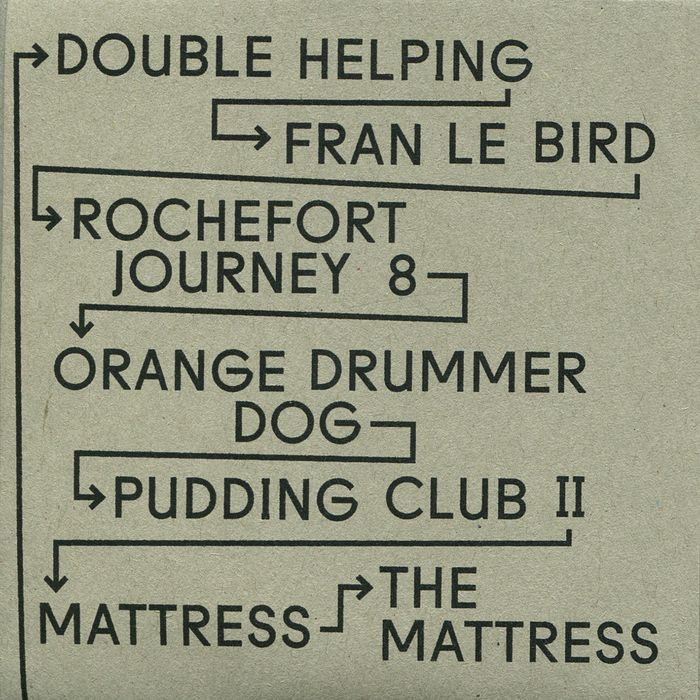 DOUBLE HELPING
FRAN LE BIRD
ROCHEFORT
JOURNEY 8
ORANGE DRUMMER
DOG
PUDDING CLUB II
MATTRESS
THE
MATTRESS